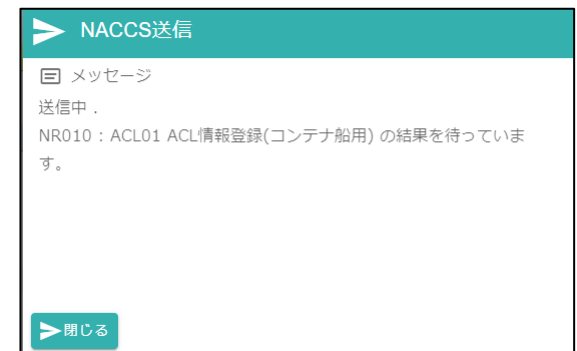 NACCS送信
メッセージ
送信中 .
NR010 : ACL01 ACL情報登録(コンテナ船用) の結果を待っていま
す。
閉じる